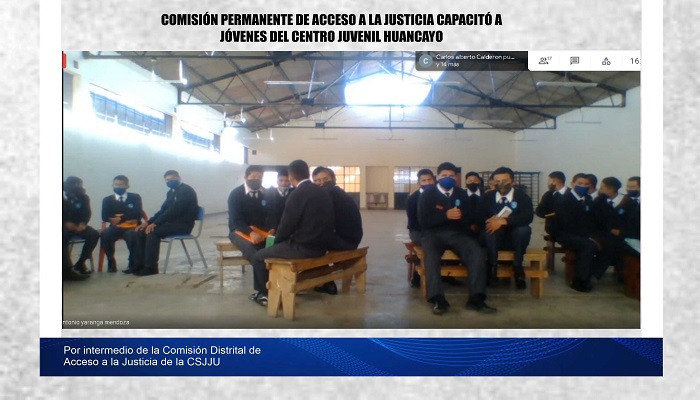 COMISIÓN PERMANENTE DE ACCESO A LA JUSTICIA CAPACITÓ A
JÓVENES DEL CENTRO JUVENIL HUANCAYO
C Carlos alberto Calderon pu...
y 14 más
17
16:
ntonio yaranga mendoza
Por intermedio de la Comisión Distrital de
Acceso a la Justicia de la CSJJU